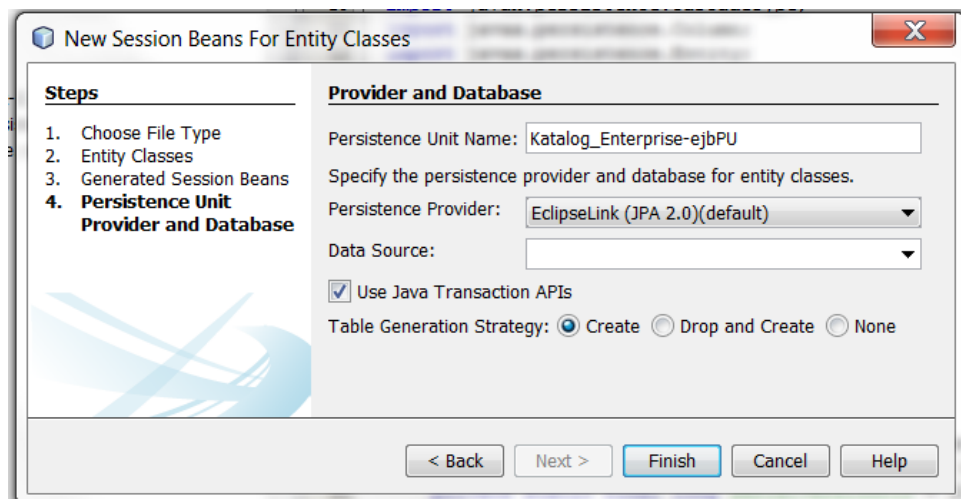 New Session Beans For Entity Classes
Steps
1. Choose File Type
2. Entity Classes
3. Generated Session Beans
4. Persistence Unit
Provider and Database
Provider and Database
Persistence Unit Name: Katalog_Enterprise-ejbPU
Specify the persistence provider and database for entity classes.
Persistence Provider: EclipseLink (JPA 2.0)(default)
Data Source:
Use Java Transaction APIs
Table Generation Strategy: Create Drop and Create None
< Back Next > Finish Cancel Help